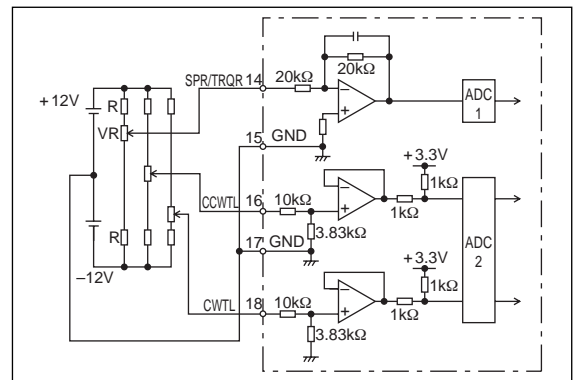 SPR/TRQR 14
20kΩ
20kΩ
ADC
1
+12V
R
VR
15 GND
+3.3V
CCWTL
16
10kΩ
1kΩ
1kΩ
3.83kΩ
R
17 GND
ADC
2
–12V
+3.3V
CWTL
18
10kΩ
1kΩ
1kΩ
3.83kΩ